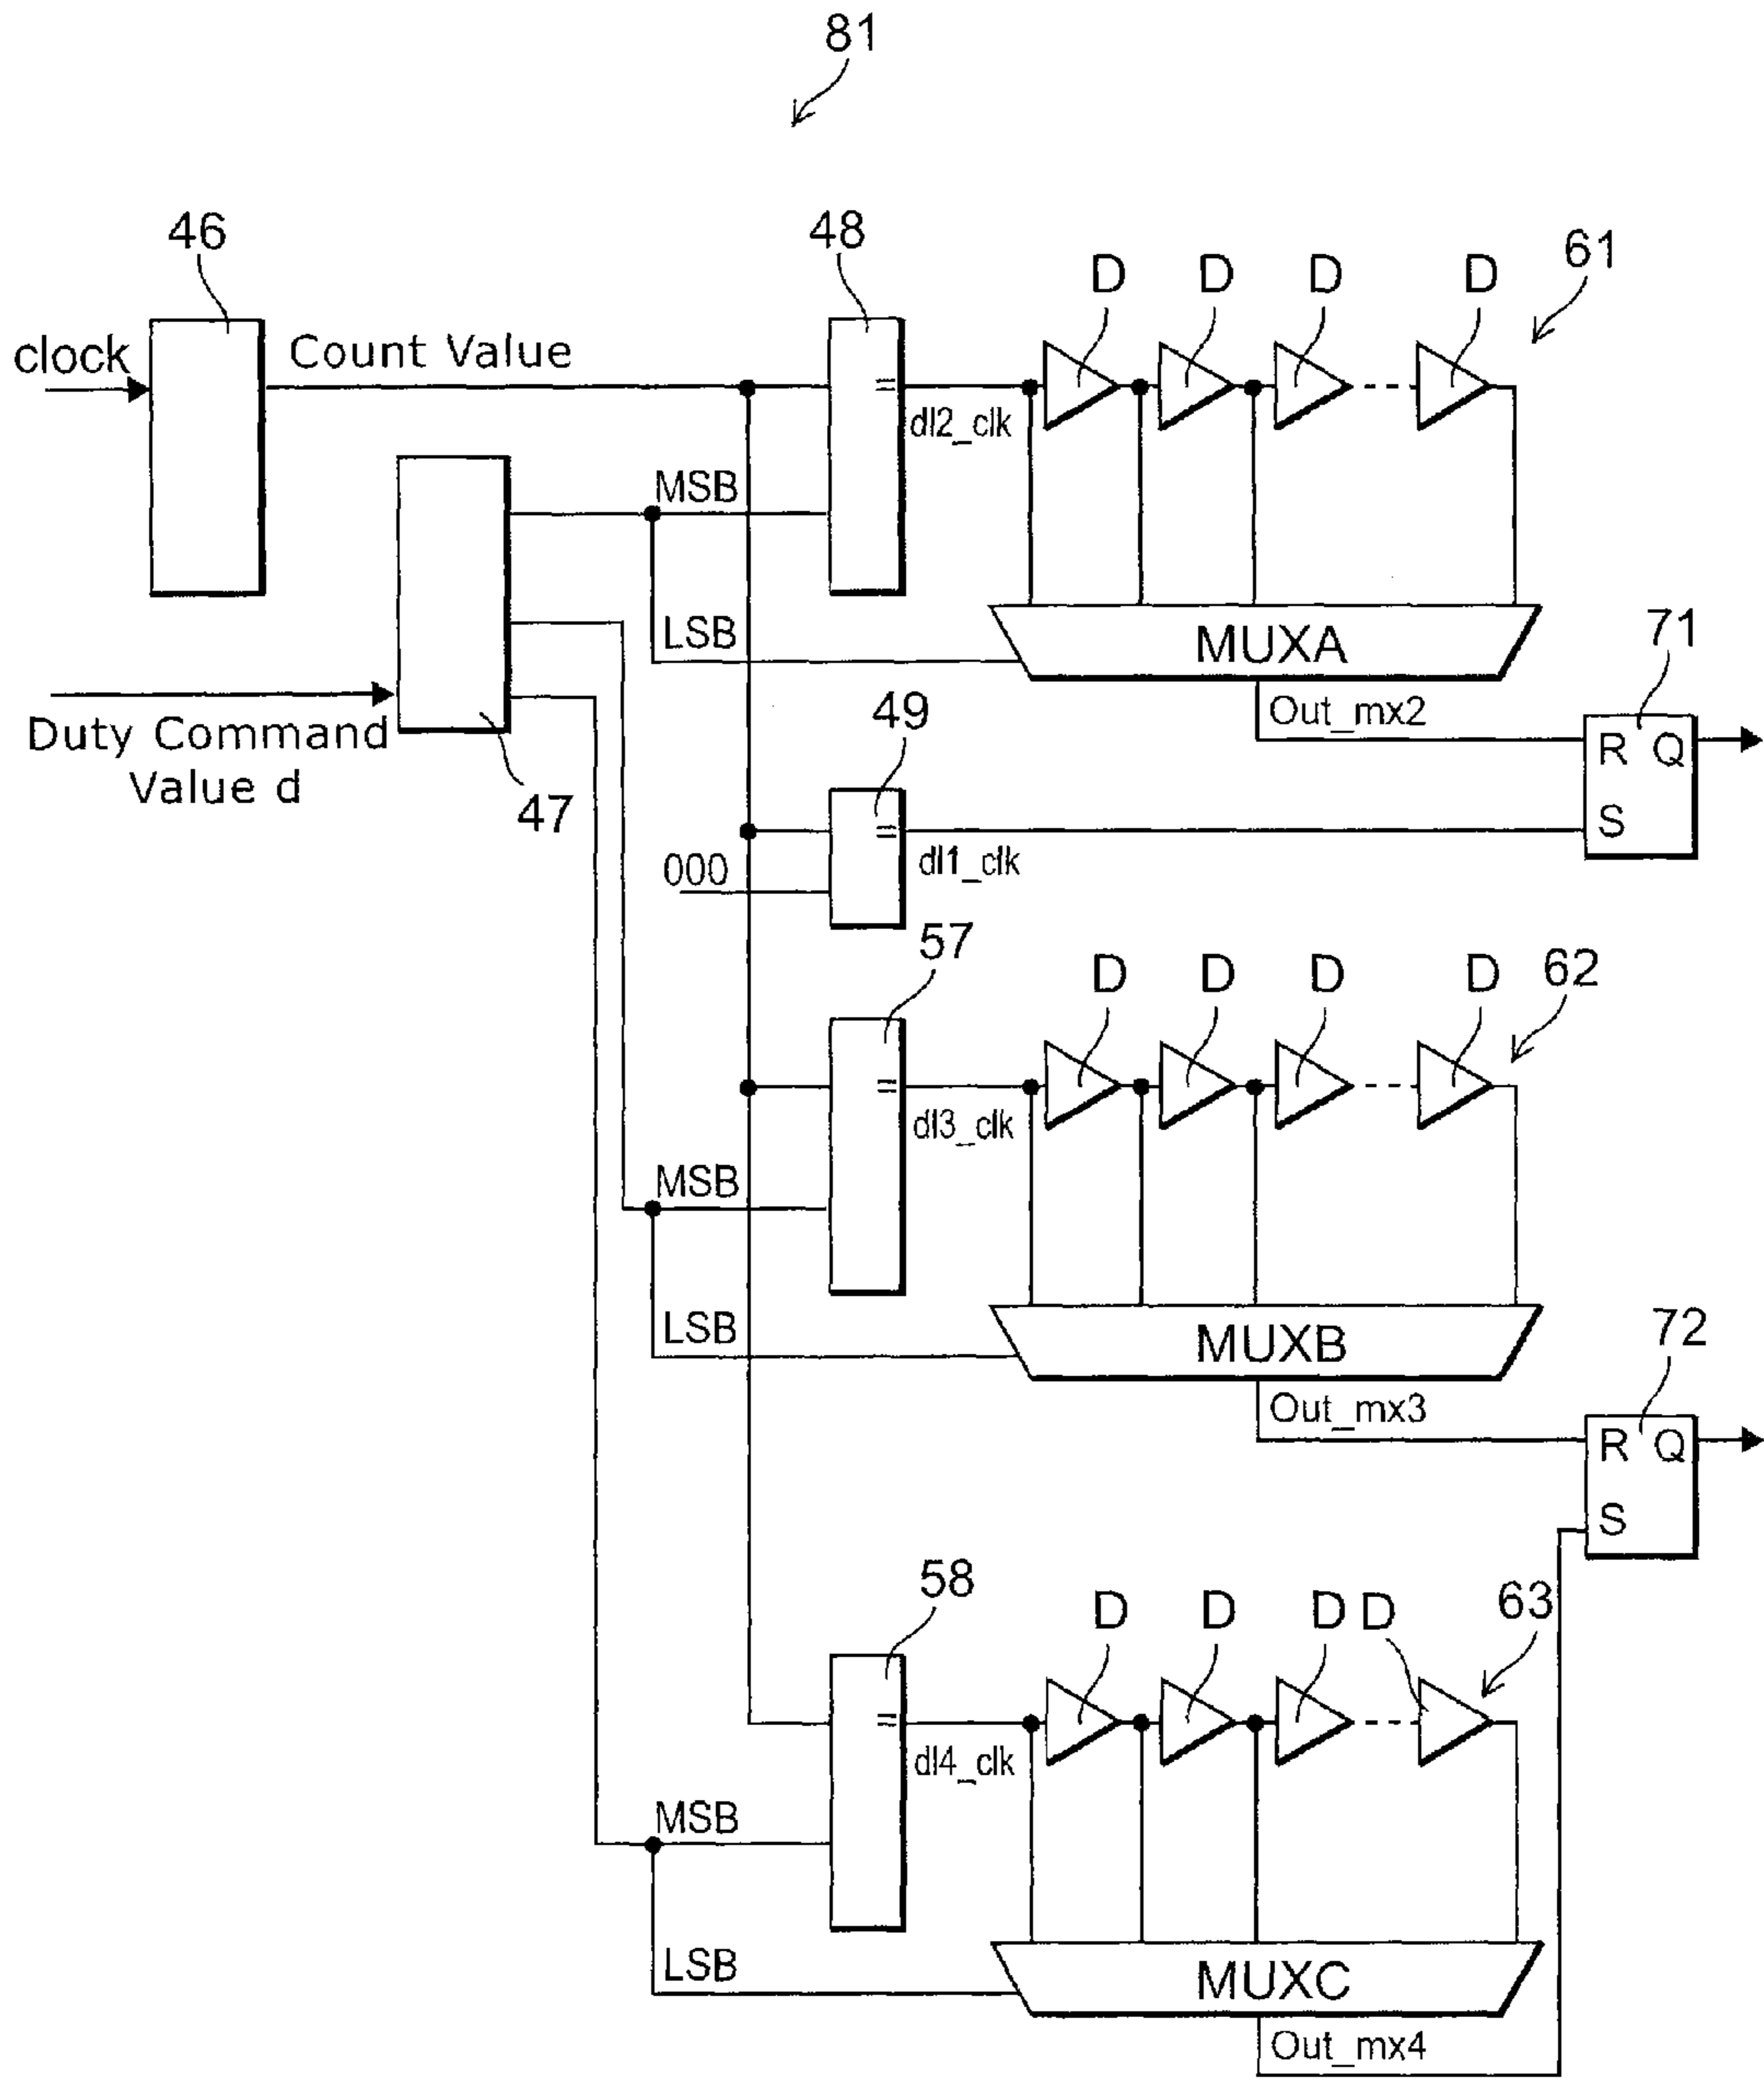 81
46
48
D D D D
61
clock
Count Value
=
dl2_clk
MSB
LSB
MUXA
71
Out_mx2
R Q
S
Duty Command
Value d
47
49
=
000
dl1_clk
57
D D D D
62
=
dl3_clk
MSB
LSB
MUXB
72
Out_mx3
R Q
S
58
D D D D
63
=
dl4_clk
MSB
LSB
MUXC
Out_mx4